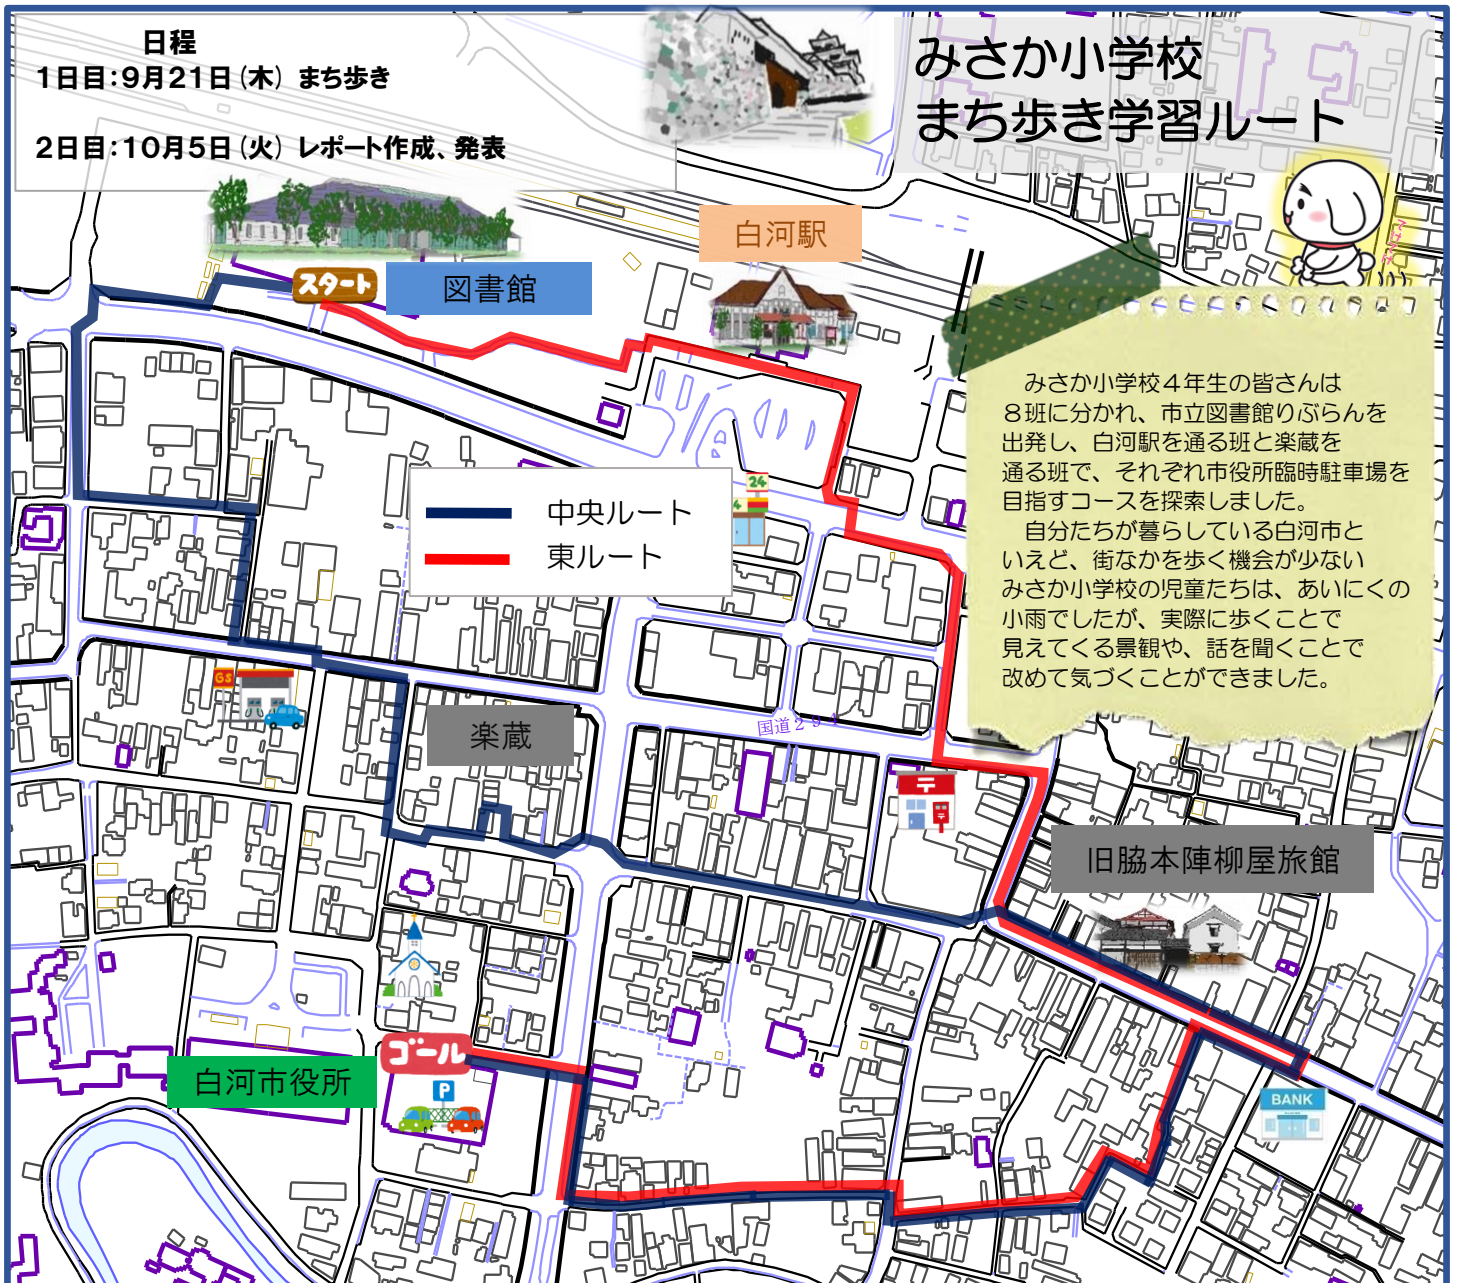 日程
1日目:9月21日(木) まち歩き
2日目:10月5日(火) レポート作成、発表
みさか小学校
まち歩き学習ルート
白河駅
スタート
図書館
みさか小学校4年生の皆さんは
8班に分かれ、市立図書館りぶらんを
出発し、白河駅を通る班と楽蔵を
通る班で、それぞれ市役所臨時駐車場を
目指すコースを探索しました。
自分たちが暮らしている白河市と
いえど、街なかを歩く機会が少ない
みさか小学校の児童たちは、あいにくの
小雨でしたが、実際に歩くことで
見えてくる景観や、話を聞くことで
改めて気づくことができました。
24
中央ルート
東ルート
GS
楽蔵
国道294
〒
旧脇本陣柳屋旅館
ゴール
白河市役所
P
BANK